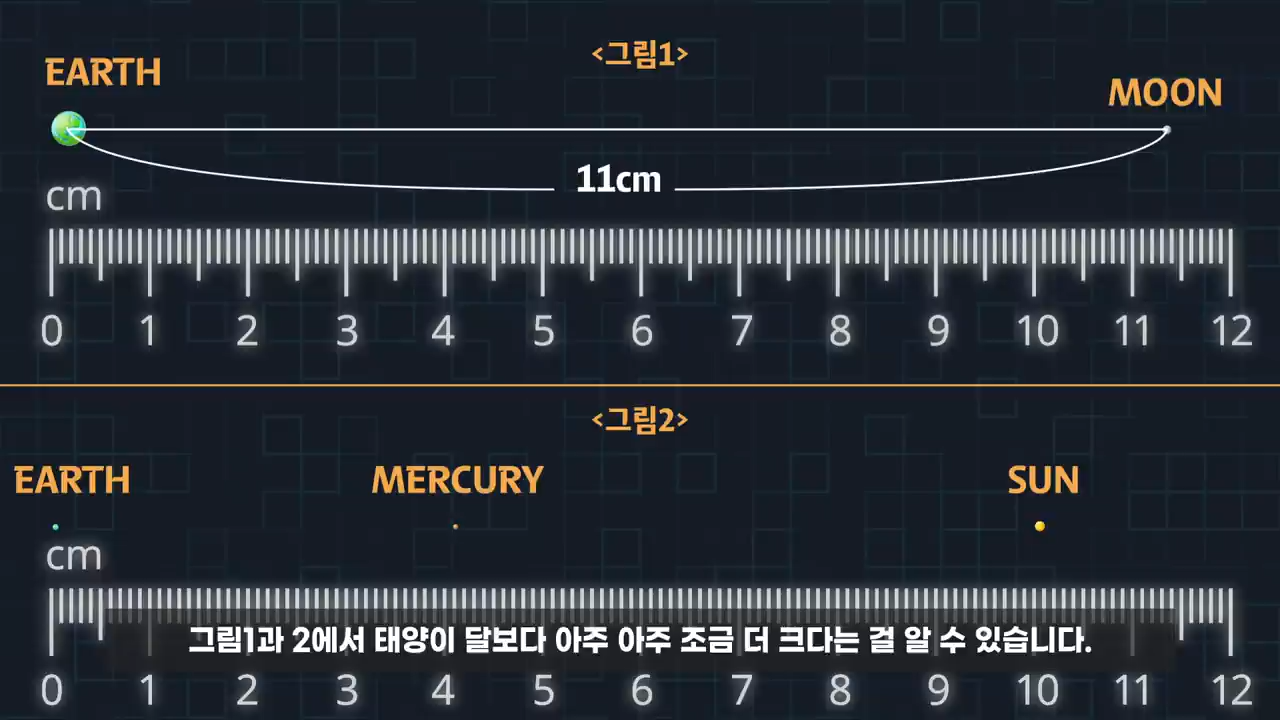 <그림1>
EARTH
MOON
11cm
cm
0 1 2 3 4 5 6 7 8 9 10 11 12
<그림2>
EARTH MERCURY SUN
cm
그림1과 2에서 태양이 달보다 아주 아주 조금 더 크다는 걸 알 수 있습니다.
0 1 2 3 4 5 6 7 8 9 10 11 12